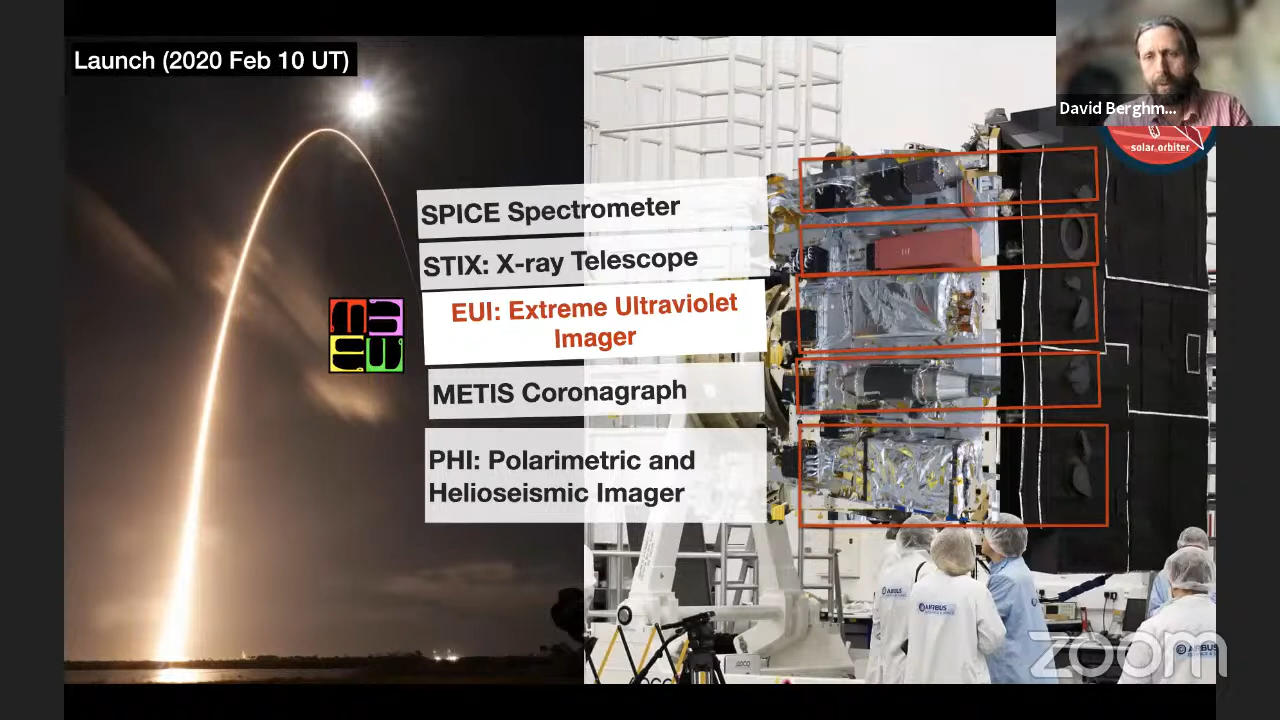 Launch (2020 Feb 10 UT)
David Berghm...
solar.orbiter
SPICE Spectrometer
STIX: X-ray Telescope
EUI: Extreme Ultraviolet
Imager
METIS Coronagraph
PHI: Polarimetric and
Helioseismic Imager
AIRBUS
AIRBUS
AIRBUS
zoom